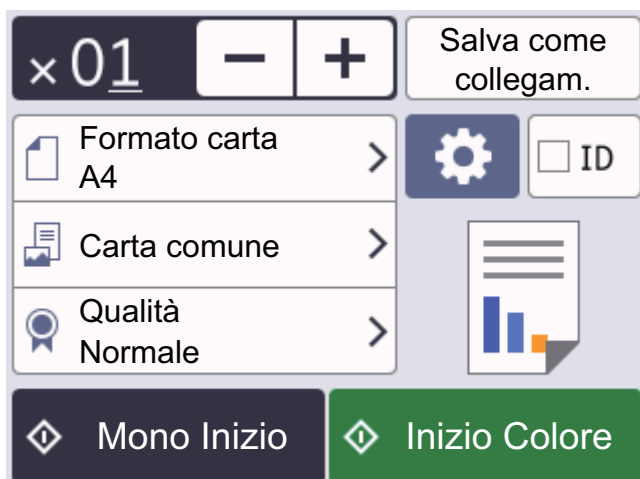 ×01
− +
Salva come
collegam.
Formato carta
A4
ID
Carta comune
Qualità
Normale
Mono Inizio
Inizio Colore